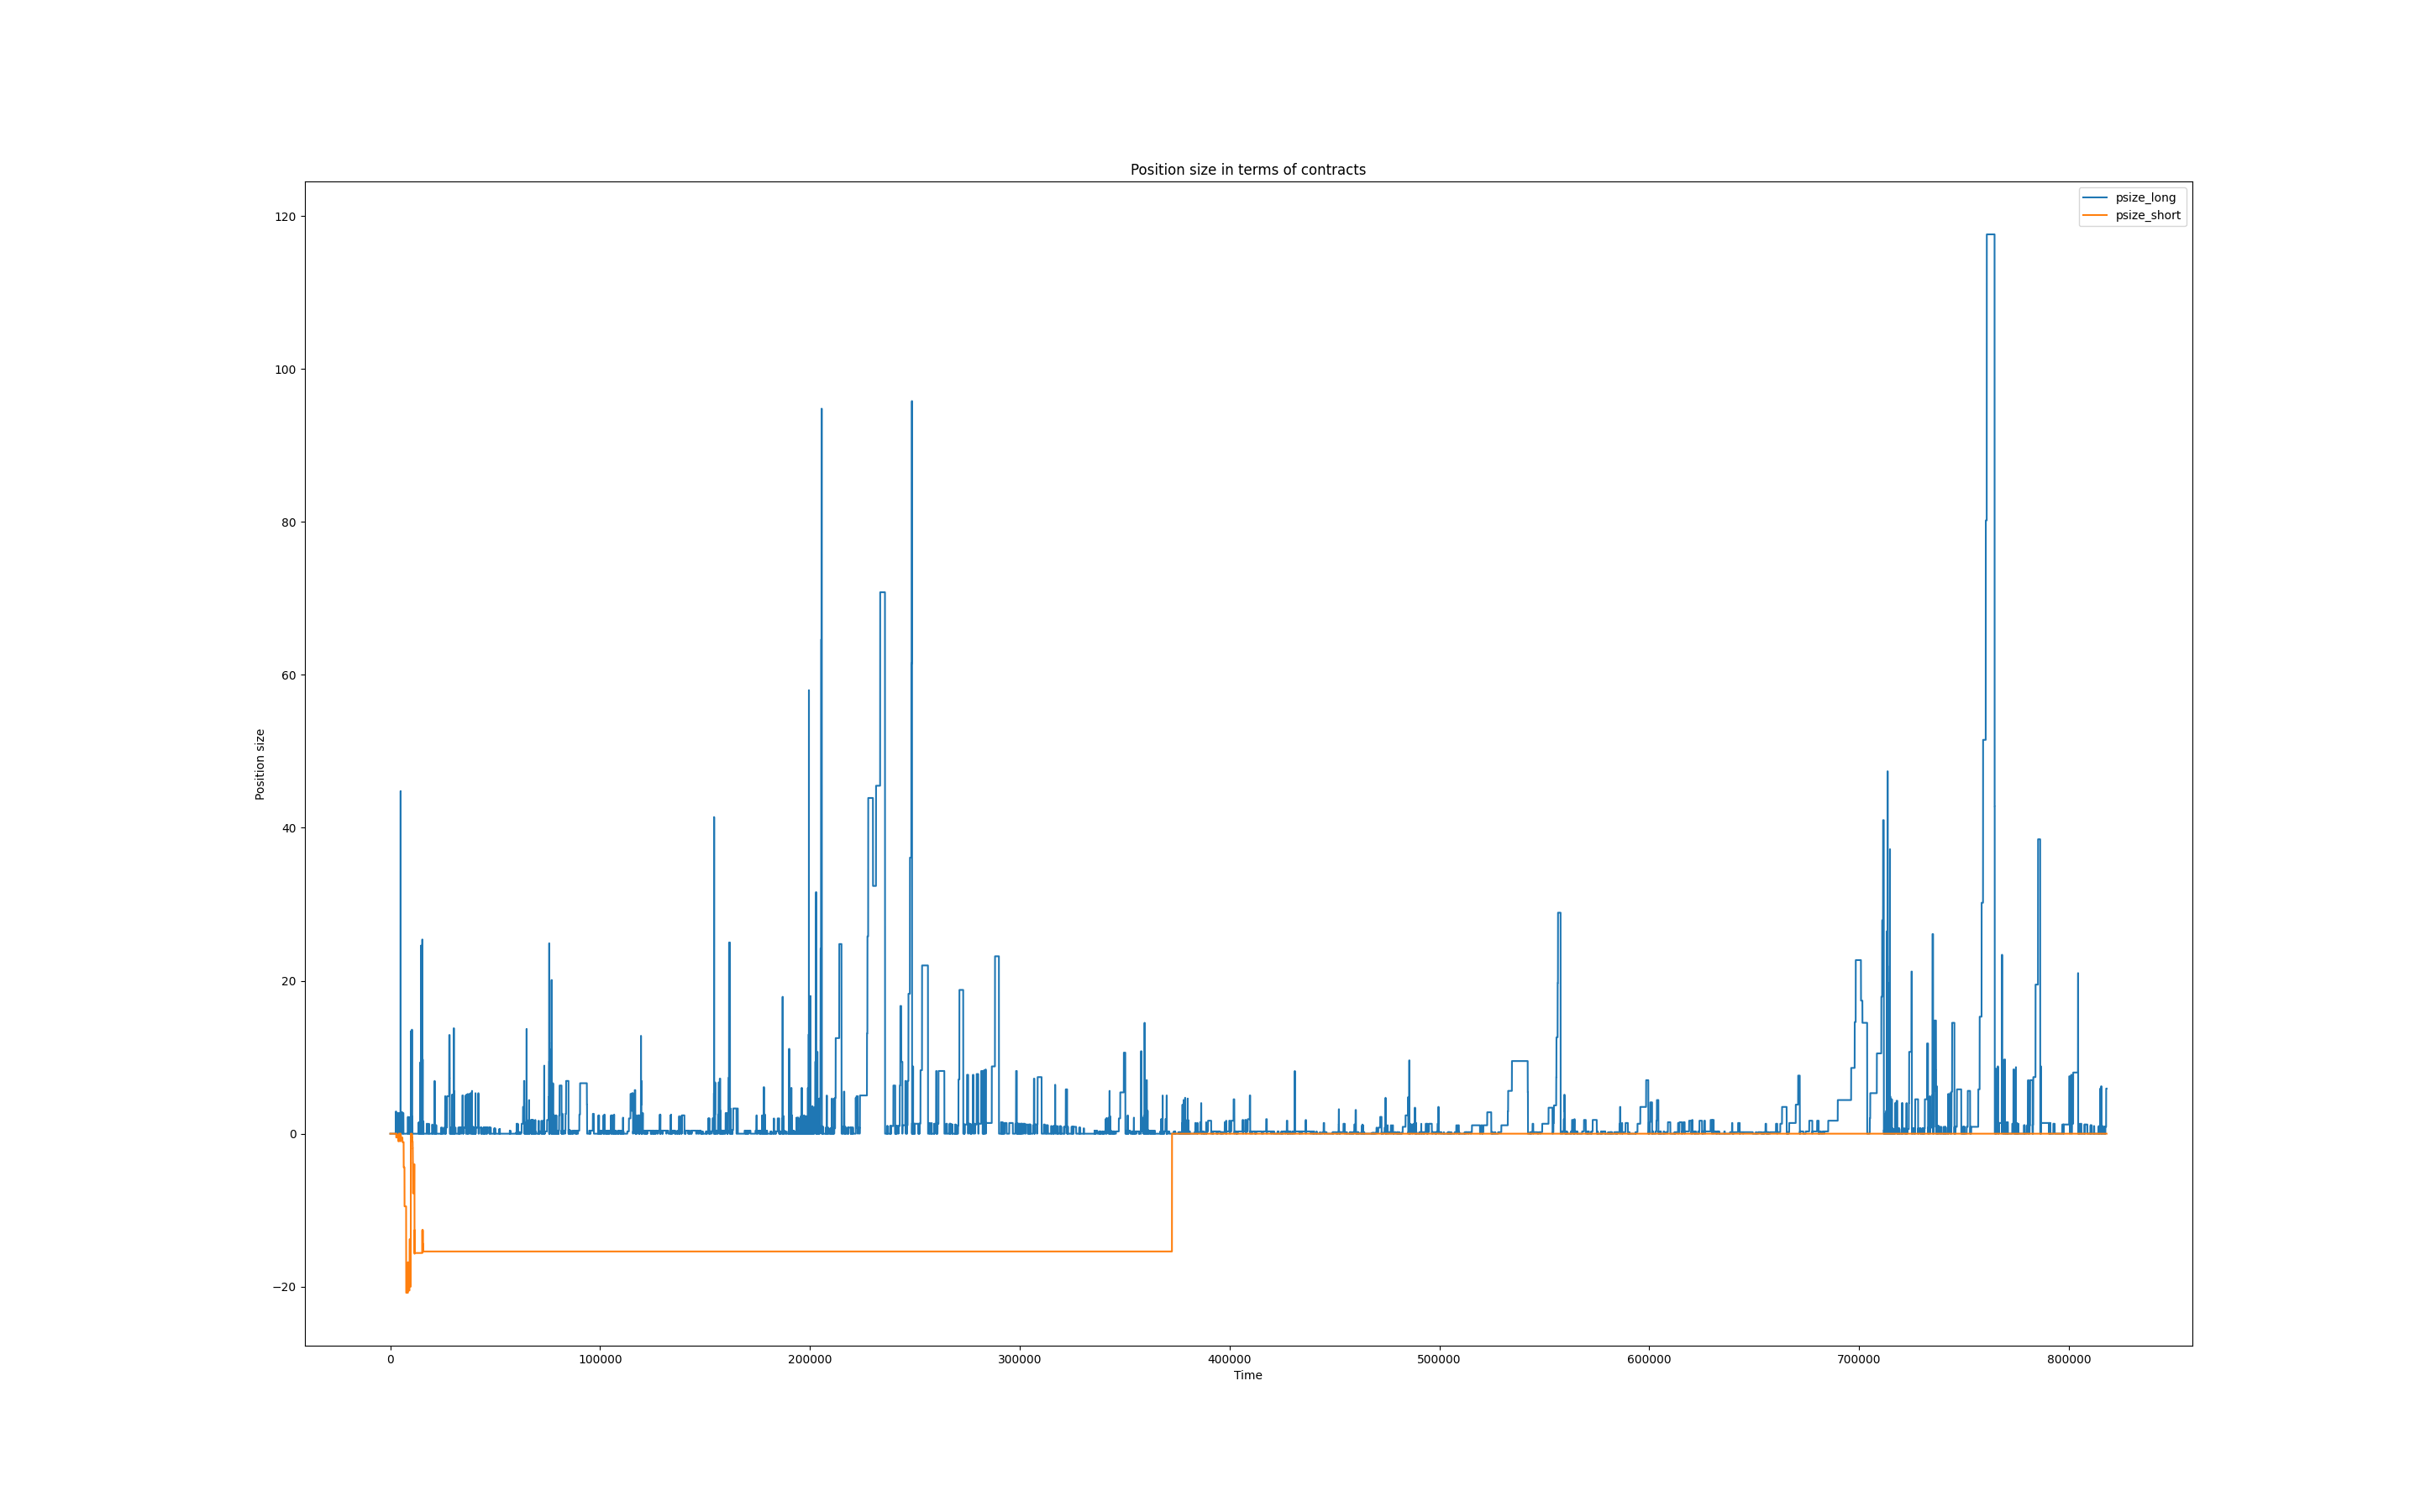 Position size in terms of contracts
psize_long
psize_short
120
100
80
60
40
20
0
−20
Position size
0 100000 200000 300000 400000 500000 600000 700000 800000
Time